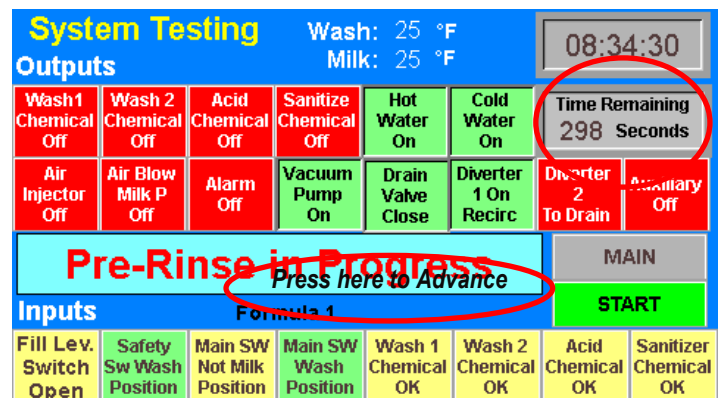 System Testing
Wash: 25 °F
Milk: 25 °F
08:34:30
Outputs
Wash1 Chemical Off
Wash 2 Chemical Off
Acid Chemical Off
Sanitize Chemical Off
Hot Water On
Cold Water On
Time Remaining
298 Seconds
Air Injector Off
Air Blow Milk P Off
Alarm Off
Vacuum Pump On
Drain Valve Close
Diverter 1 On Recirc
Diverter 2 To Drain
Auxiliary Off
Pre-Rinse in Progress
Press here to Advance
MAIN
START
Inputs
Formula 1
Fill Lev. Switch Open
Safety Sw Wash Position
Main SW Not Milk Position
Main SW Wash Position
Wash 1 Chemical OK
Wash 2 Chemical OK
Acid Chemical OK
Sanitizer Chemical OK